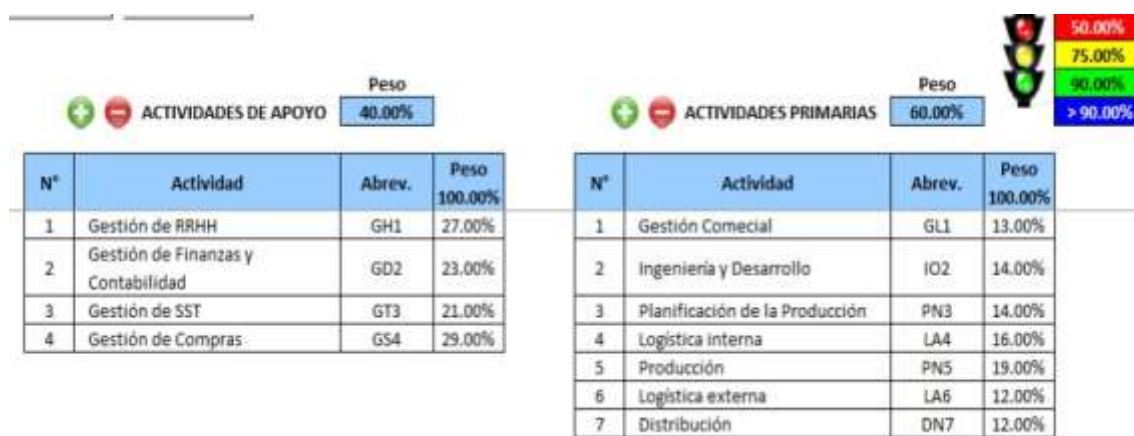 50.00%
75.00%
90.00%
> 90.00%
Peso
ACTIVIDADES DE APOYO 40.00%
Peso
ACTIVIDADES PRIMARIAS 60.00%
N° Actividad Abrev. Peso 100.00%
1 Gestión de RRHH GH1 27.00%
2 Gestión de Finanzas y Contabilidad GD2 23.00%
3 Gestión de SST GT3 21.00%
4 Gestión de Compras GS4 29.00%
N° Actividad Abrev. Peso 100.00%
1 Gestión Comecial GL1 13.00%
2 Ingeniería y Desarrollo IO2 14.00%
3 Planificación de la Producción PN3 14.00%
4 Logística interna LA4 16.00%
5 Producción PN5 19.00%
6 Logística externa LA6 12.00%
7 Distribución DN7 12.00%